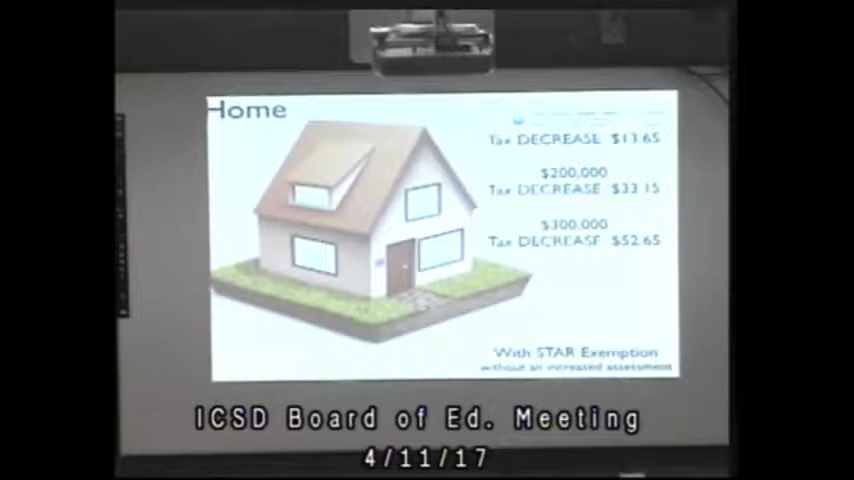 Home
Tax DECREASE $13.65
$200,000
Tax DECREASE $33.15
$300,000
Tax DECREASE $52.65
With STAR Exemption
without an increased assessment
ICSD Board of Ed. Meeting
4/11/17